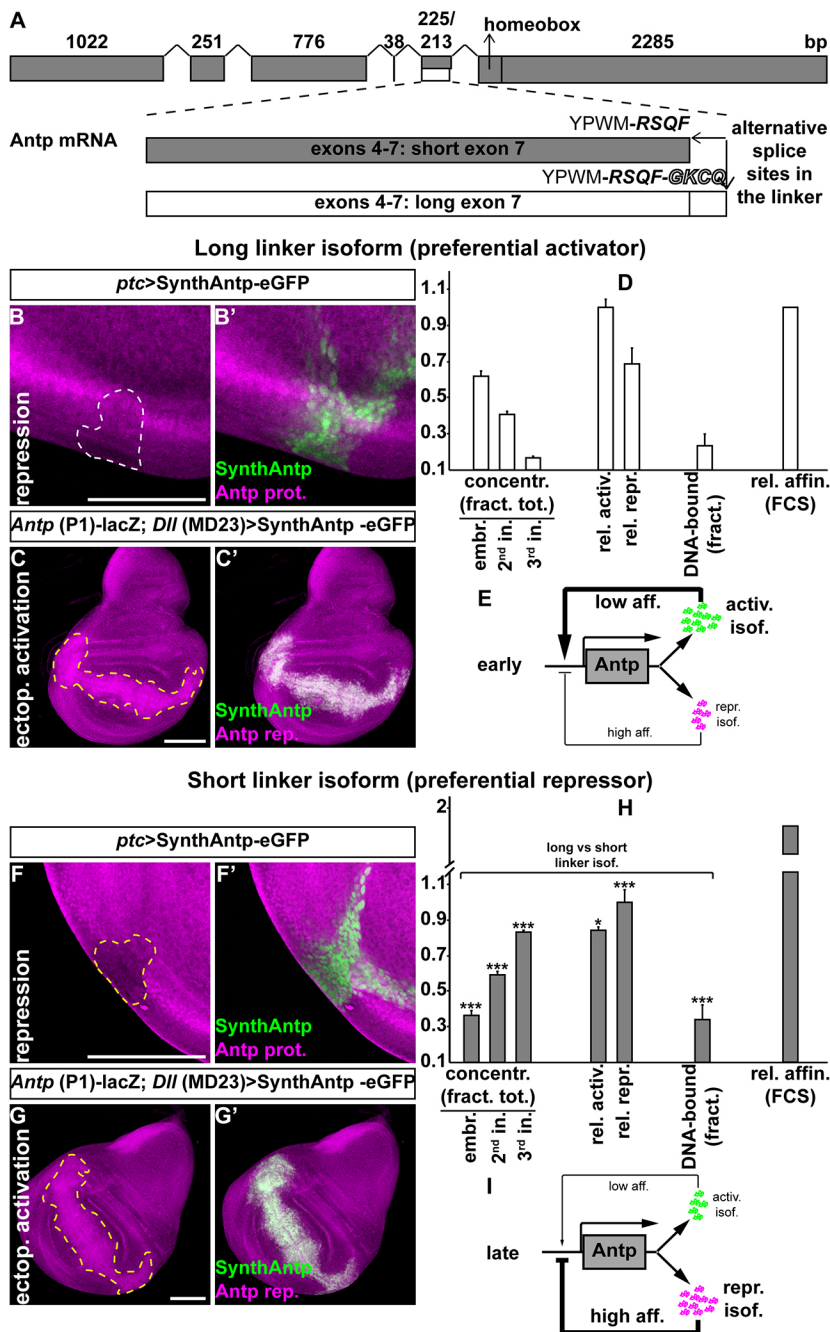 A
1022 251 776 38 225/ 213 homeobox 2285 bp
Antp mRNA
YPWM-RSQF
exons 4-7: short exon 7
YPWM-RSQF-GKCQ
exons 4-7: long exon 7
alternative
splice
sites in
the linker
Long linker isoform (preferential activator)
ptc>SynthAntp-eGFP
B
repression
B’
SynthAntp
Antp prot.
Antp (P1)-lacZ; Dll (MD23)>SynthAntp -eGFP
C
ectop. activation
C’
SynthAntp
Antp rep.
D
1.1
0.9
0.7
0.5
0.3
0.1
concentr.
(fract. tot.)
embr.
2nd in.
3rd in.
rel. activ.
rel. repr.
DNA-bound
(fract.)
rel. affin.
(FCS)
E
early
low aff.
Antp
activ.
isof.
repr.
isof.
high aff.
Short linker isoform (preferential repressor)
ptc>SynthAntp-eGFP
F
repression
F’
SynthAntp
Antp prot.
Antp (P1)-lacZ; Dll (MD23)>SynthAntp -eGFP
G
ectop. activation
G’
SynthAntp
Antp rep.
H
2
1.1
0.9
0.7
0.5
0.3
0.1
long vs short
linker isof.
***
***
***
*
***
***
concentr.
(fract. tot.)
embr.
2nd in.
3rd in.
rel. activ.
rel. repr.
DNA-bound
(fract.)
rel. affin.
(FCS)
I
late
low aff.
Antp
activ.
isof.
repr.
isof.
high aff.